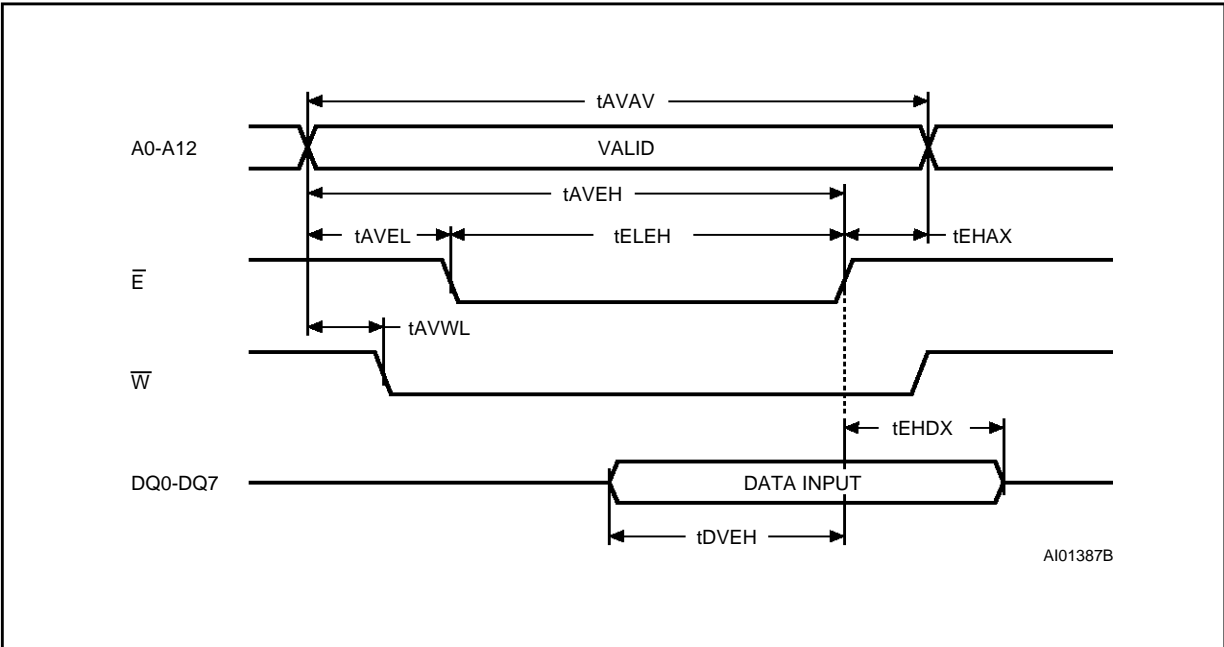 tAVAV
A0-A12
VALID
tAVEH
tAVEL
tELEH
tEHAX
E̅
tAVWL
W̅
tEHDX
DQ0-DQ7
DATA INPUT
tDVEH
AI01387B